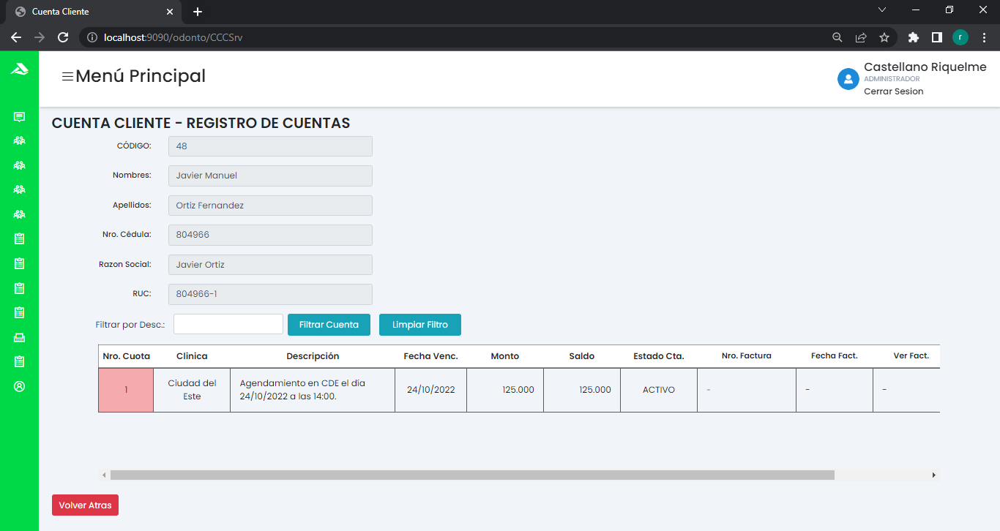 Cuenta Cliente
localhost:9090/odonto/CCCSrv
r
Menú Principal
Castellano Riquelme
ADMINISTRADOR
Cerrar Sesion
CUENTA CLIENTE - REGISTRO DE CUENTAS
CÓDIGO: 48
Nombres: Javier Manuel
Apellidos: Ortiz Fernandez
Nro. Cédula: 804966
Razon Social: Javier Ortiz
RUC: 804966-1
Filtrar por Desc.: Filtrar Cuenta Limpiar Filtro
Nro. Cuota Clinica Descripción Fecha Venc. Monto Saldo Estado Cta. Nro. Factura Fecha Fact. Ver Fact.
1 Ciudad del Este Agendamiento en CDE el día 24/10/2022 a las 14:00. 24/10/2022 125.000 125.000 ACTIVO - - -
Volver Atras